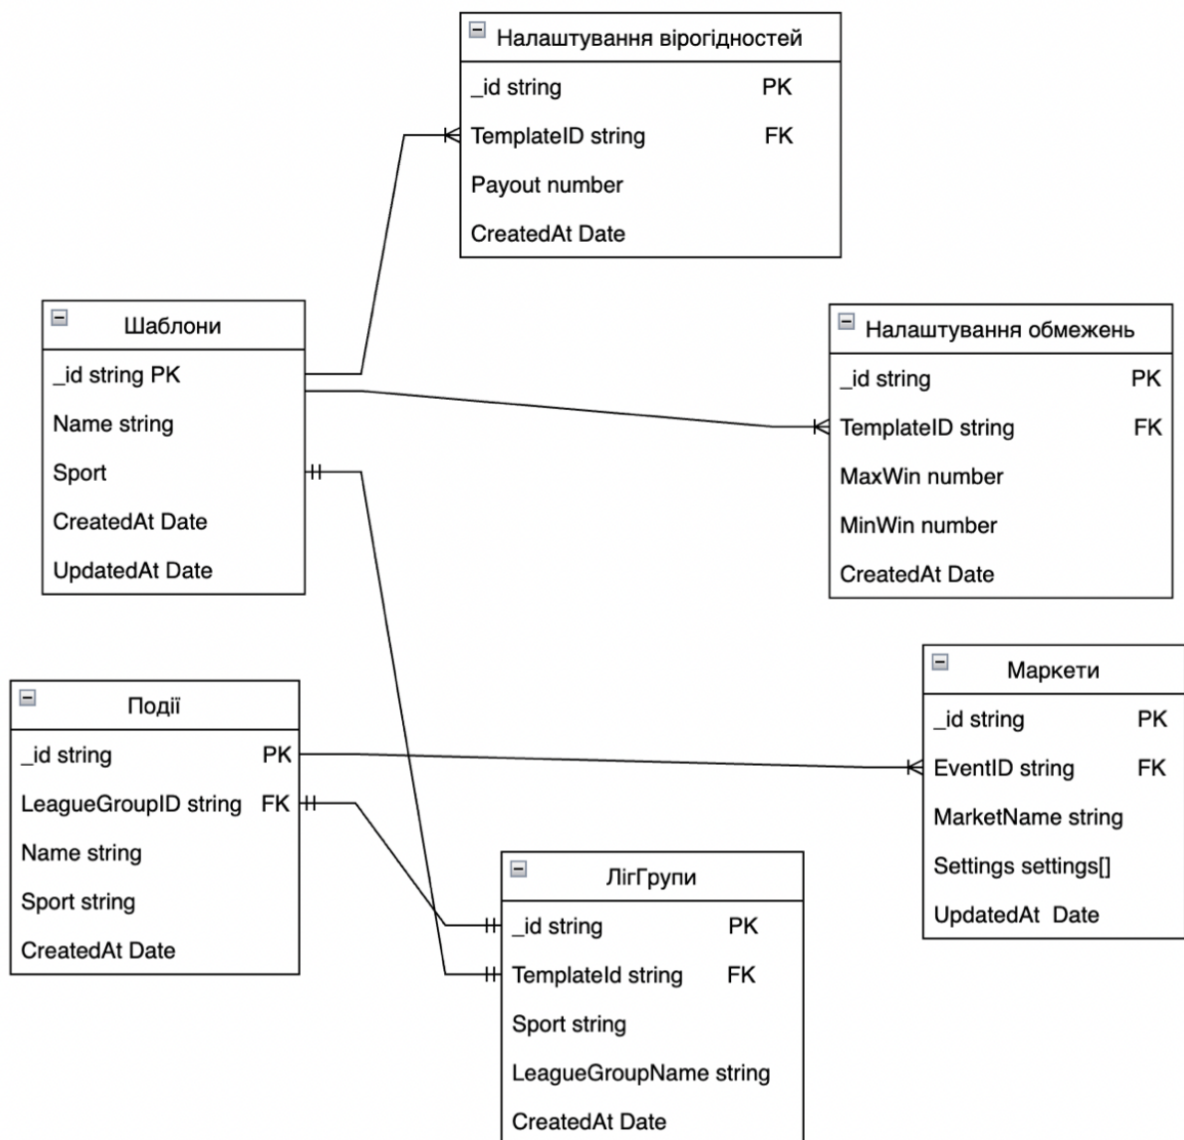 Налаштування вірогідностей
_id string PK
TemplateID string FK
Payout number
CreatedAt Date
Шаблони
_id string PK
Name string
Sport
CreatedAt Date
UpdatedAt Date
Налаштування обмежень
_id string PK
TemplateID string FK
MaxWin number
MinWin number
CreatedAt Date
Події
_id string PK
LeagueGroupID string FK
Name string
Sport string
CreatedAt Date
Маркети
_id string PK
EventID string FK
MarketName string
Settings settings[]
UpdatedAt Date
ЛігГрупи
_id string PK
TemplateId string FK
Sport string
LeagueGroupName string
CreatedAt Date